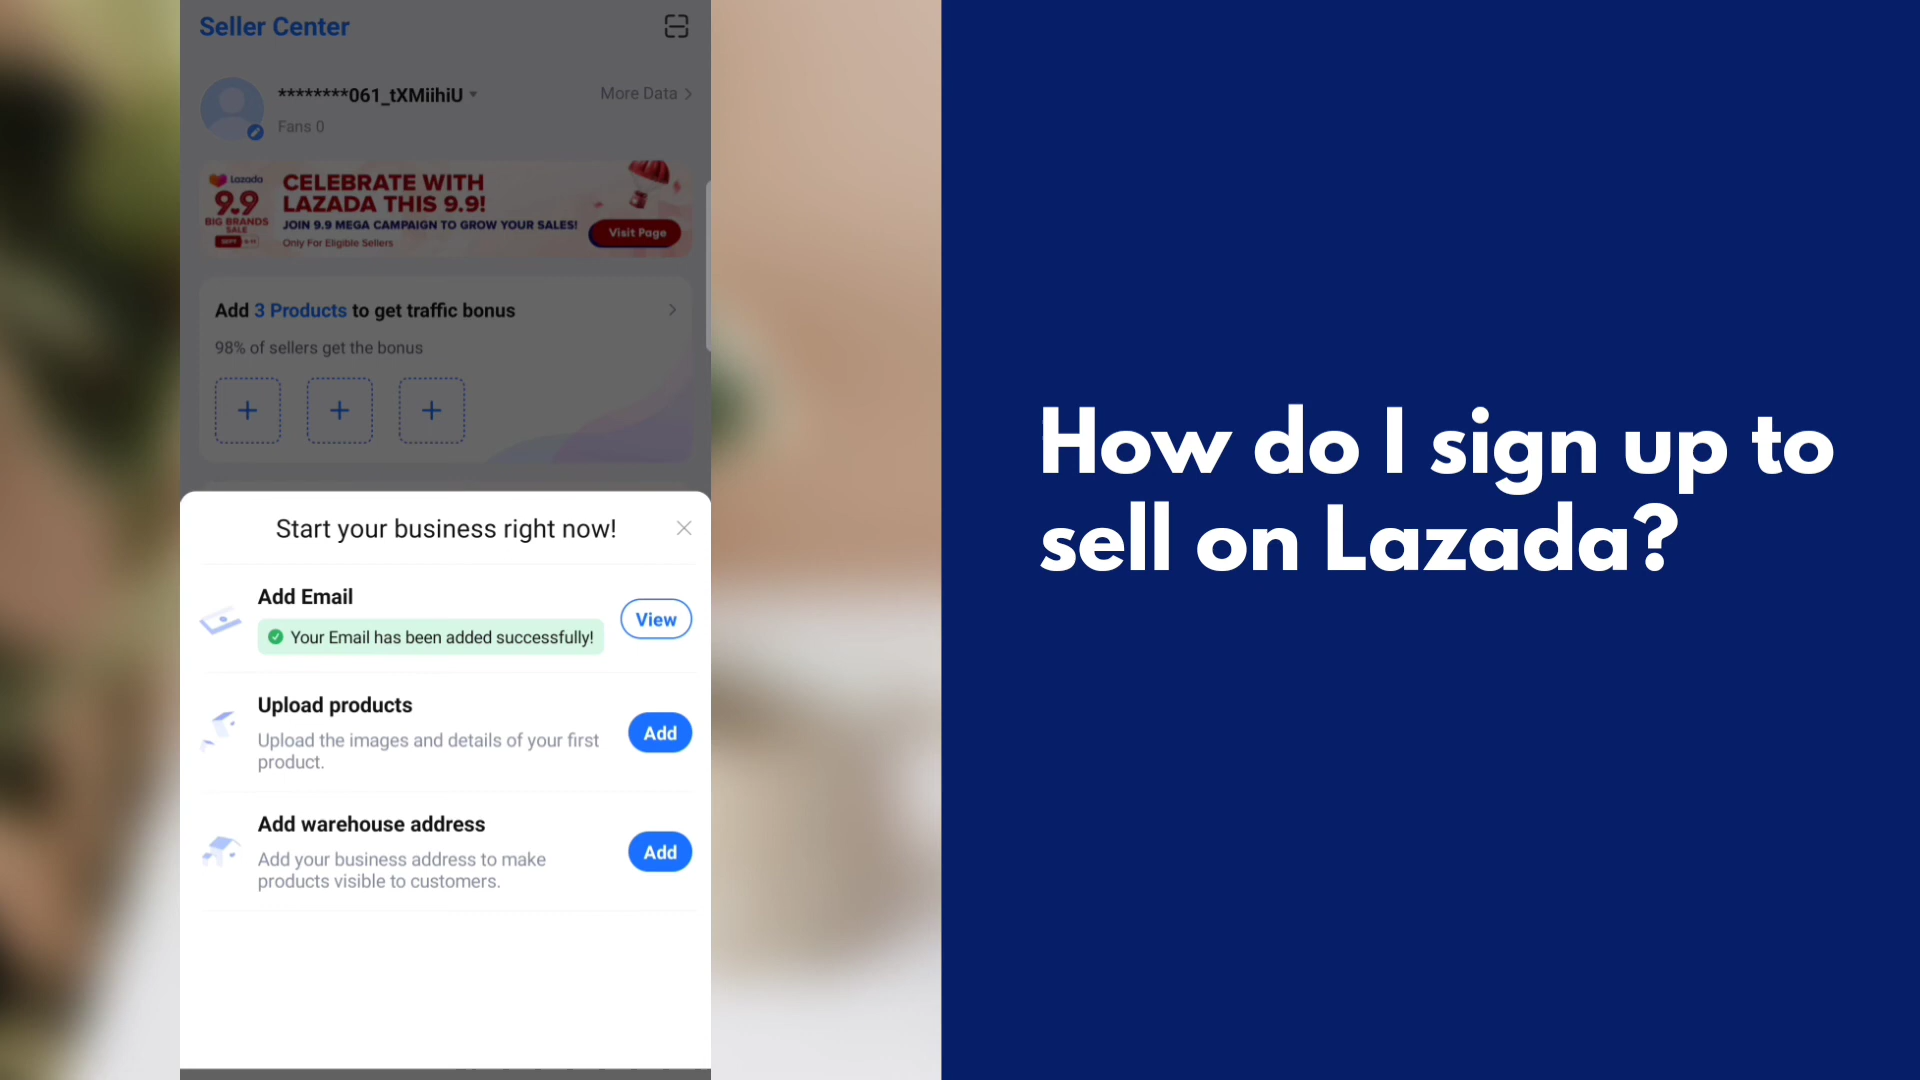 Seller Center
********061_tXMiihiU
More Data
Fans 0
Lazada
9.9
BIG BRANDS
SALE
CELEBRATE WITH
LAZADA THIS 9.9!
JOIN 9.9 MEGA CAMPAIGN TO GROW YOUR SALES!
Only For Eligible Sellers
Visit Page
Add 3 Products to get traffic bonus
98% of sellers get the bonus
Start your business right now!
Add Email
Your Email has been added successfully!
View
Upload products
Upload the images and details of your first
product.
Add
Add warehouse address
Add your business address to make
products visible to customers.
Add
How do I sign up to
sell on Lazada?